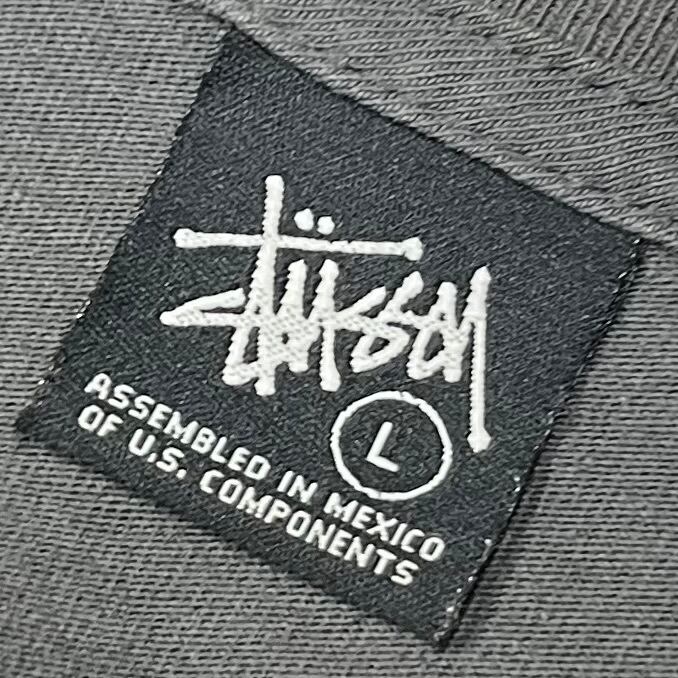 Stüssy
L
ASSEMBLED IN MEXICO
OF U.S. COMPONENTS